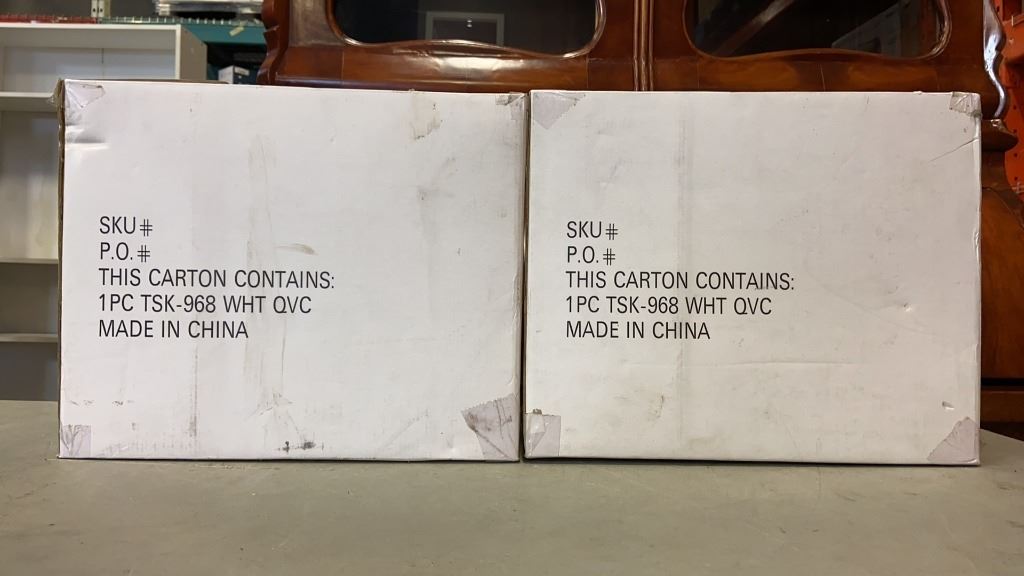 SKU#
P.O.#
THIS CARTON CONTAINS:
1PC TSK-968 WHT QVC
MADE IN CHINA
SKU#
P.O.#
THIS CARTON CONTAINS:
1PC TSK-968 WHT QVC
MADE IN CHINA